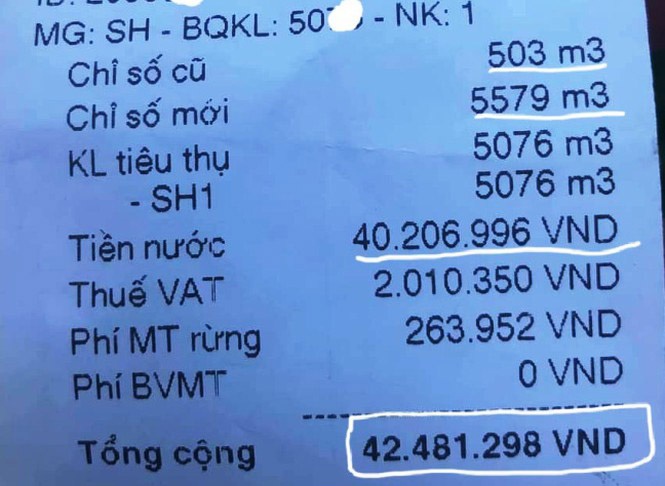 MG: SH - BQKL: 50 - NK: 1
Chỉ số cũ 503 m3
Chỉ số mới 5579 m3
KL tiêu thụ 5076 m3
- SH1 5076 m3
Tiền nước 40.206.996 VND
Thuế VAT 2.010.350 VND
Phí MT rừng 263.952 VND
Phí BVMT 0 VND
Tổng cộng 42.481.298 VND